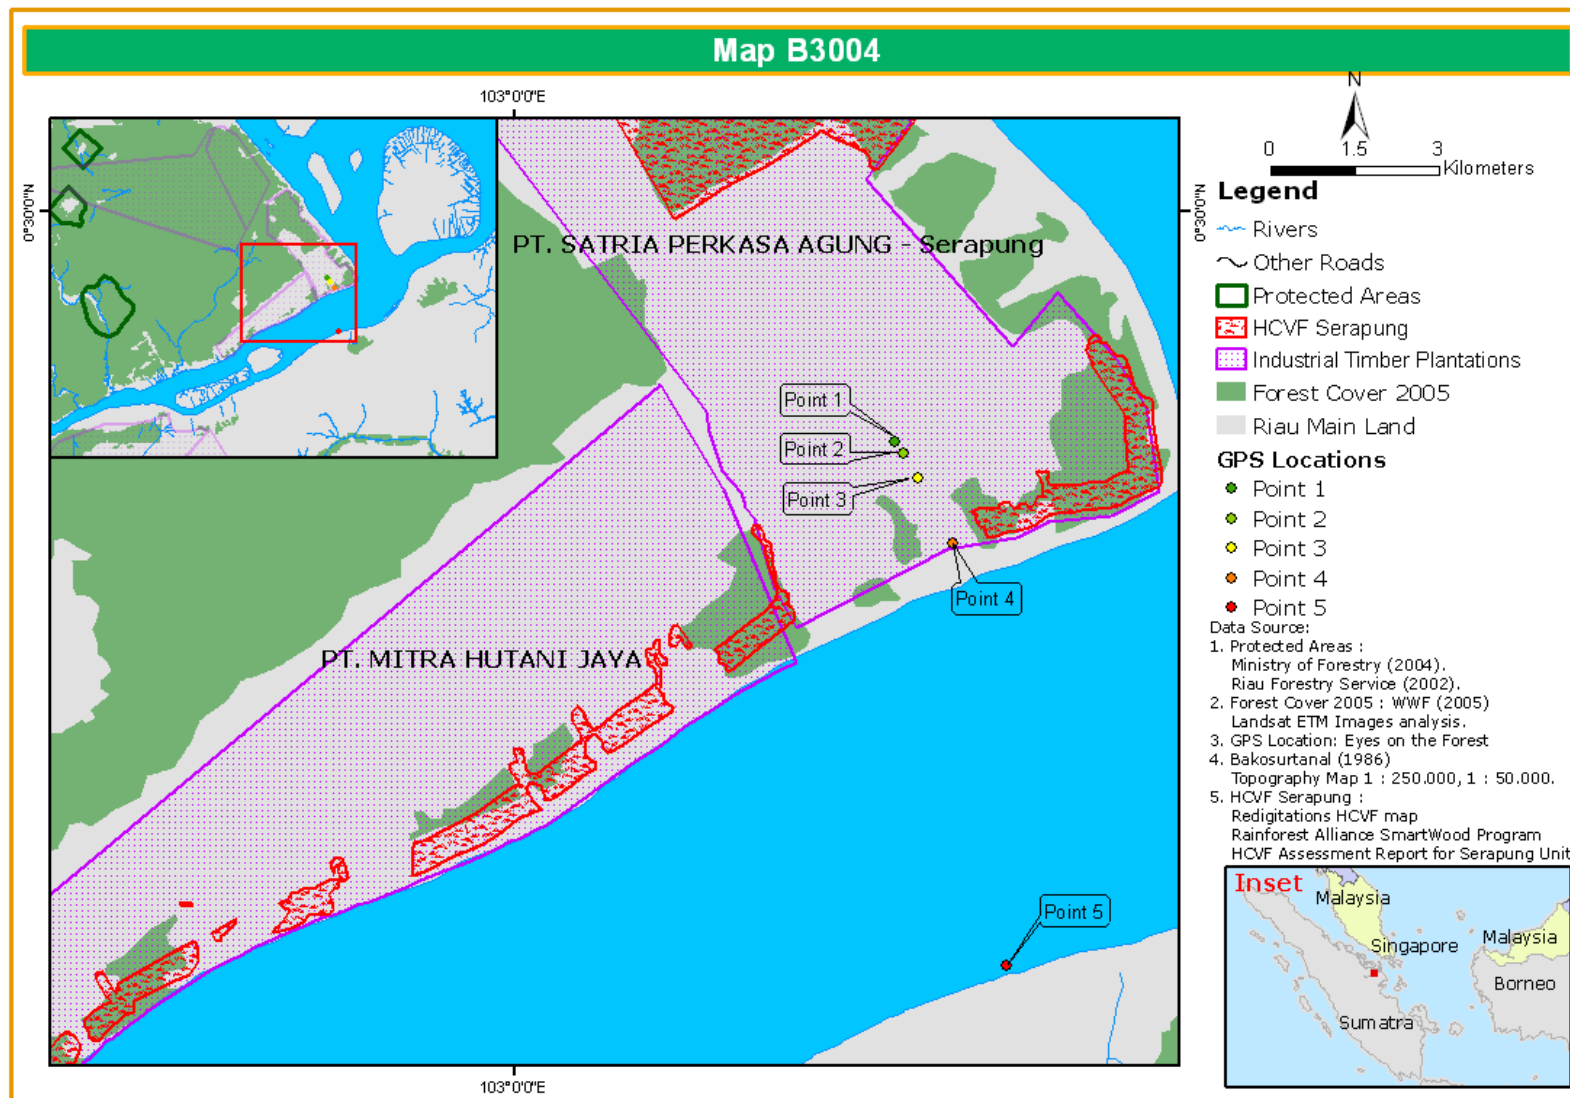 Map B3004
103°0'0"E
0°30'0"N
0°30'0"N
PT. SATRIA PERKASA AGUNG - Serapung
Point 1
Point 2
Point 3
Point 4
PT. MITRA HUTANI JAYA
Point 5
103°0'0"E
N
0 1.5 3
Kilometers
Legend
Rivers
Other Roads
Protected Areas
HCVF Serapung
Industrial Timber Plantations
Forest Cover 2005
Riau Main Land
GPS Locations
Point 1
Point 2
Point 3
Point 4
Point 5
Data Source:
1. Protected Areas :
Ministry of Forestry (2004).
Riau Forestry Service (2002).
2. Forest Cover 2005 : WWF (2005)
Landsat ETM Images analysis.
3. GPS Location: Eyes on the Forest
4. Bakosurtanal (1986)
Topography Map 1 : 250.000, 1 : 50.000.
5. HCVF Serapung :
Redigitations HCVF map
Rainforest Alliance SmartWood Program
HCVF Assessment Report for Serapung Unit
Inset
Malaysia
Singapore
Malaysia
Borneo
Sumatra